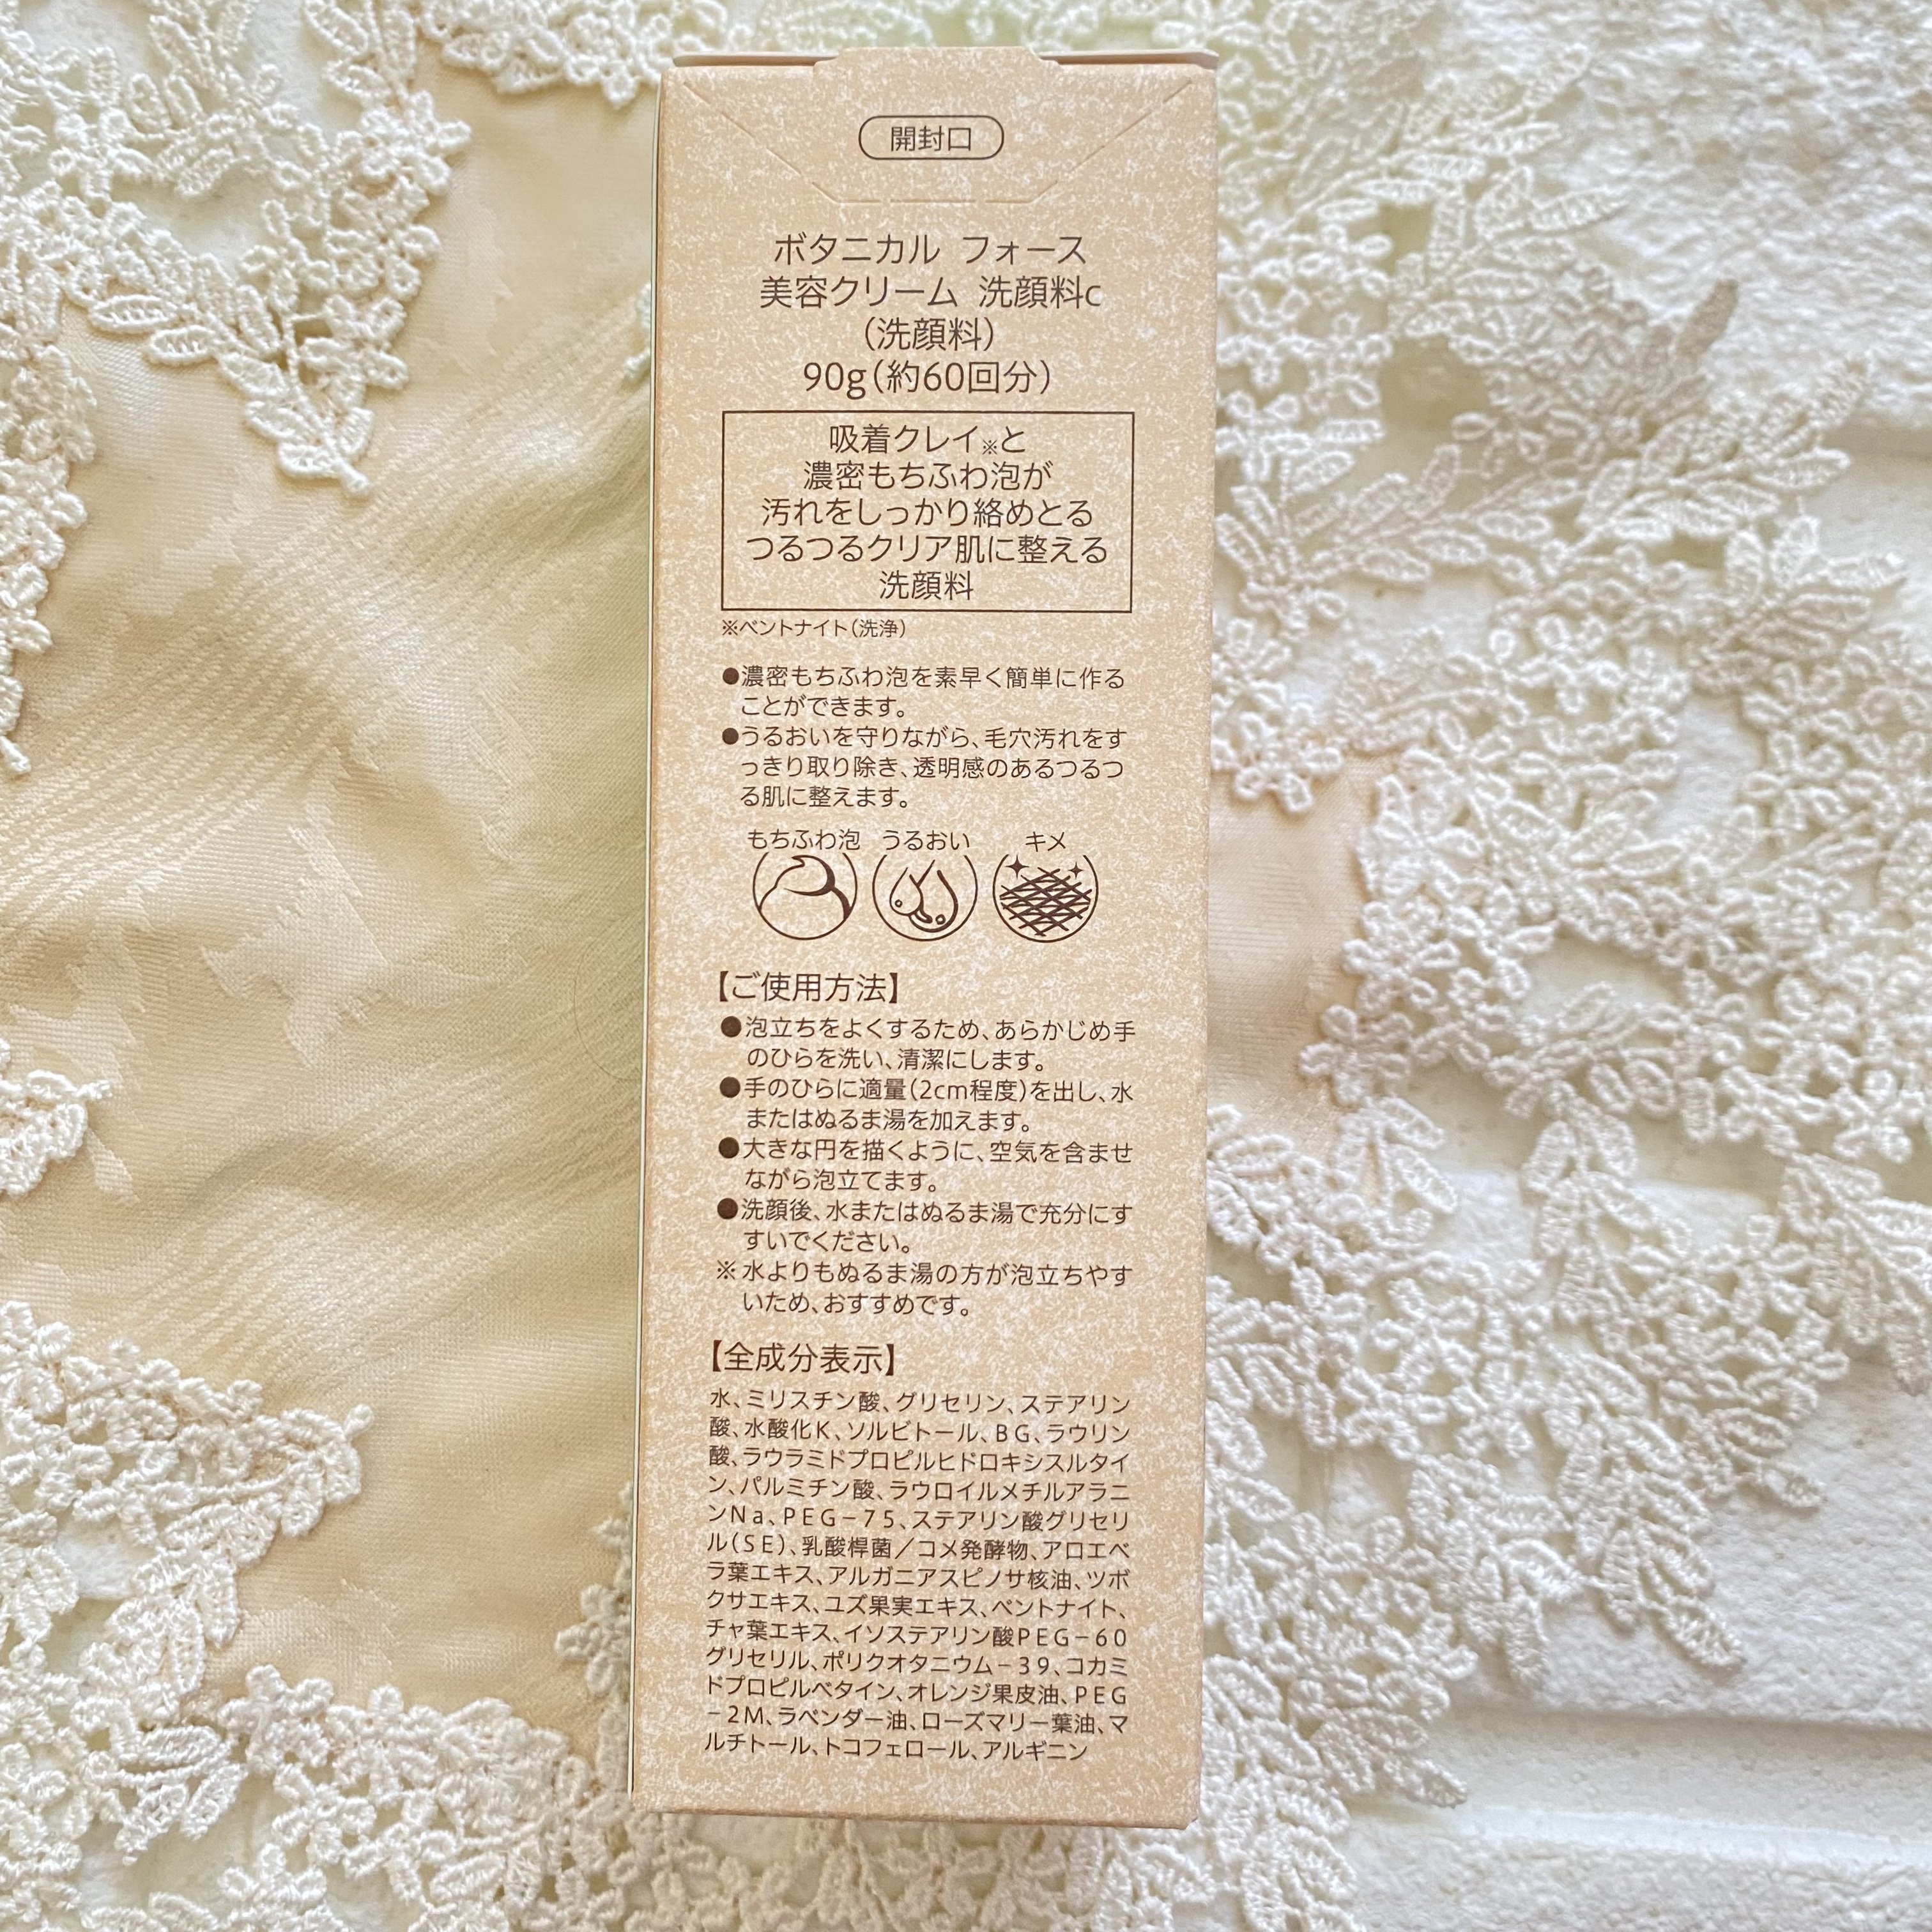 開封口
ボタニカル フォース
美容クリーム 洗顔料c
(洗顔料)
90g(約60回分)
吸着クレイ※と
濃密もちふわ泡が
汚れをしっかり絡めとる
つるつるクリア肌に整える
洗顔料
※ベントナイト(洗浄)
●濃密もちふわ泡を素早く簡単に作る
ことができます。
●うるおいを守りながら、毛穴汚れをす
っきり取り除き、透明感のあるつるつ
る肌に整えます。
もちふわ泡 うるおい キメ
【ご使用方法】
●泡立ちをよくするため、あらかじめ手
のひらを洗い、清潔にします。
●手のひらに適量(2cm程度)を出し、水
またはぬるま湯を加えます。
●大きな円を描くように、空気を含ませ
ながら泡立てます。
●洗顔後、水またはぬるま湯で充分にす
すいでください。
※水よりもぬるま湯の方が泡立ちやす
いため、おすすめです。
【全成分表示】
水、ミリスチン酸、グリセリン、ステアリン
酸、水酸化K、ソルビトール、BG、ラウリン
酸、ラウラミドプロピルヒドロキシスルタイ
ン、パルミチン酸、ラウロイルメチルアラニ
ンNa、PEG−75、ステアリン酸グリセリ
ル(SE)、乳酸桿菌／コメ発酵物、アロエベ
ラ葉エキス、アルガニアスピノサ核油、ツボ
クサエキス、ユズ果実エキス、ベントナイト、
チャ葉エキス、イソステアリン酸PEG−60
グリセリル、ポリクオタニウム−39、コカミ
ドプロピルベタイン、オレンジ果皮油、PEG
−2M、ラベンダー油、ローズマリー葉油、マ
ルチトール、トコフェロール、アルギニン